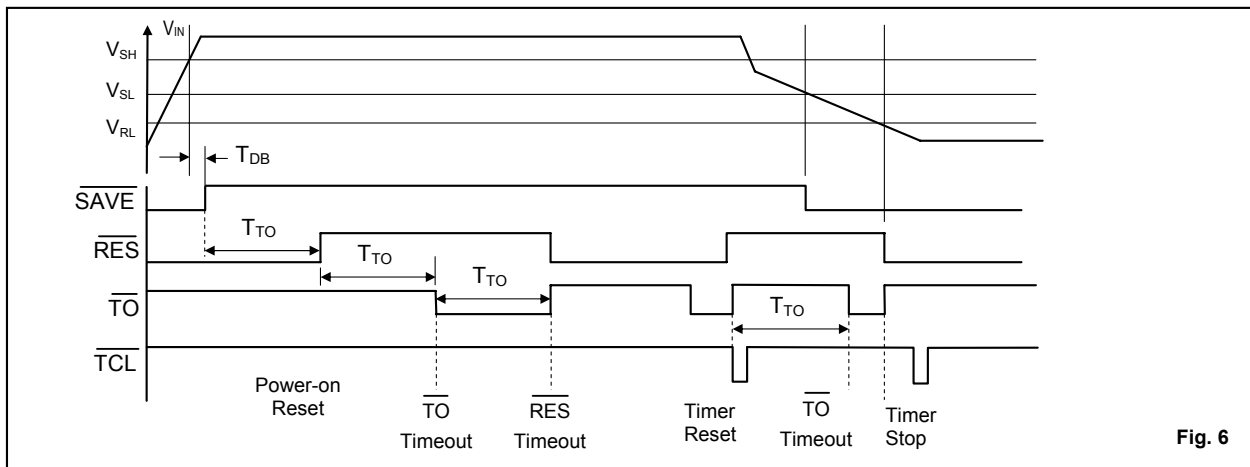 VIN
VSH
VSL
VRL
TDB
SAVE
TTO
RES
TTO
TTO
TO
TTO
TCL
Power-on
Reset
TO
Timeout
RES
Timeout
Timer
Reset
TO
Timeout
Timer
Stop
Fig. 6